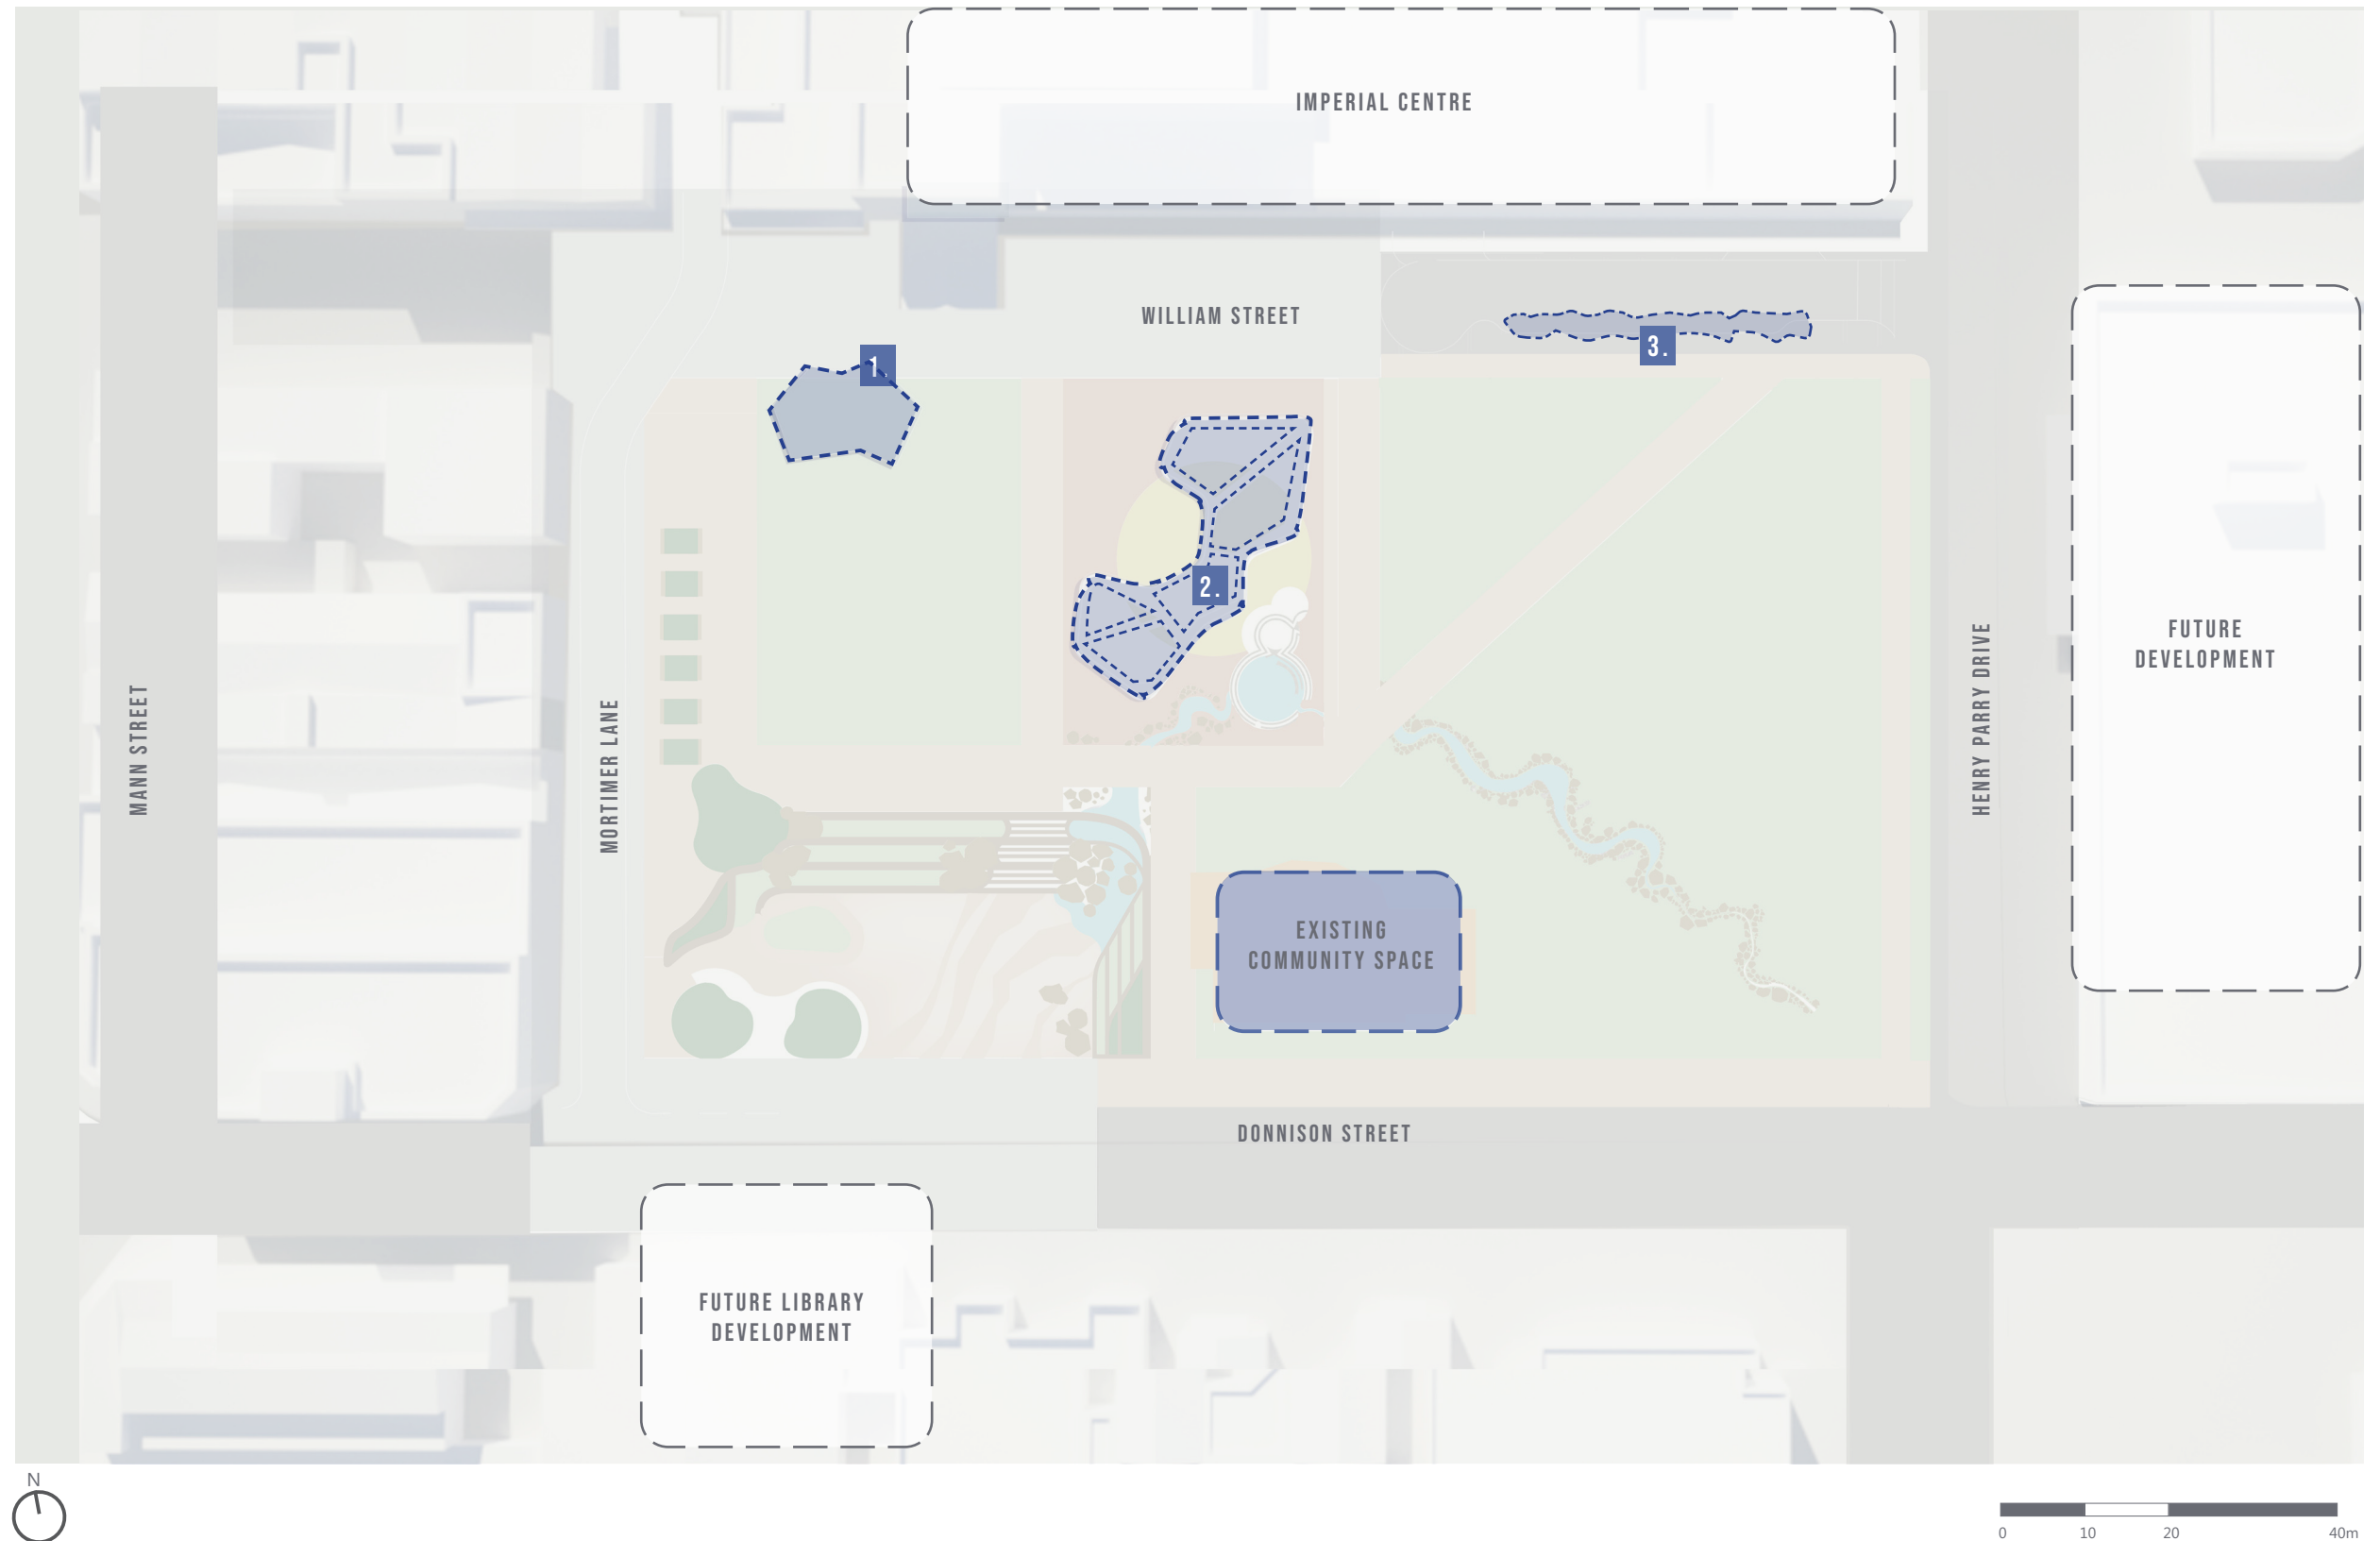 IMPERIAL CENTRE
WILLIAM STREET
1.
3.
2.
MANN STREET
MORTIMER LANE
HENRY PARRY DRIVE
FUTURE
DEVELOPMENT
EXISTING
COMMUNITY SPACE
DONNISON STREET
FUTURE LIBRARY
DEVELOPMENT
N
0 10 20 40m